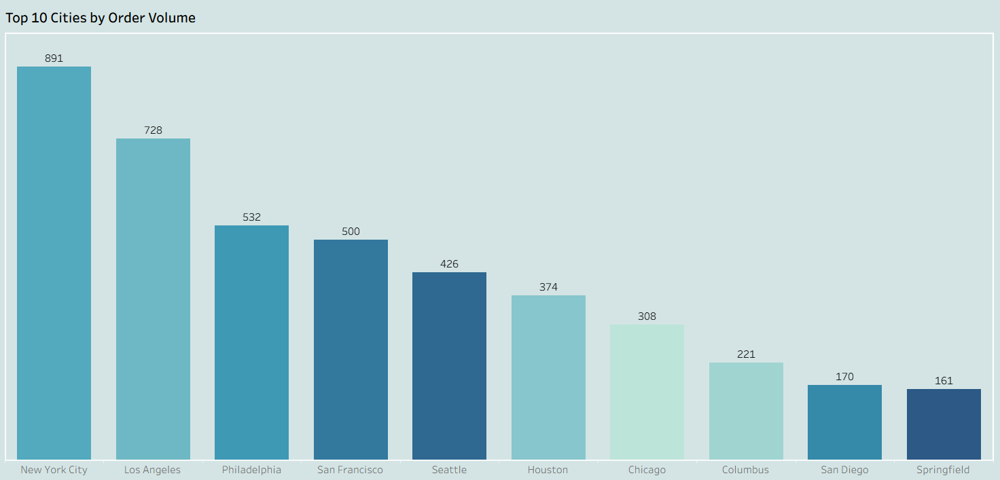 Top 10 Cities by Order Volume
891
728
532
500
426
374
308
221
170
161
New York City
Los Angeles
Philadelphia
San Francisco
Seattle
Houston
Chicago
Columbus
San Diego
Springfield